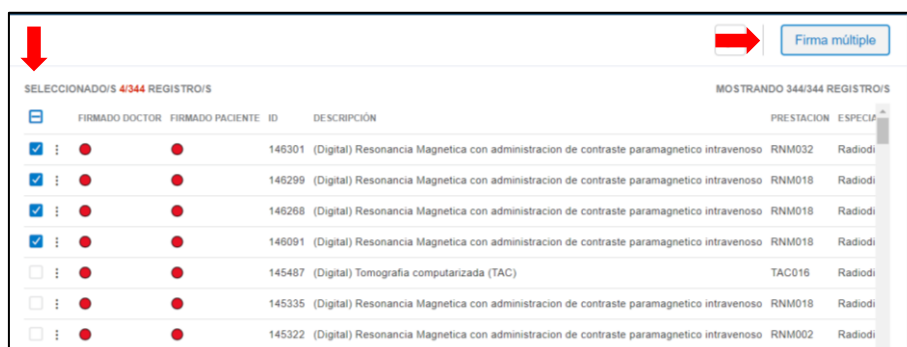 Firma múltiple
SELECCIONADO/S 4/344 REGISTRO/S MOSTRANDO 344/344 REGISTRO/S
FIRMADO DOCTOR FIRMADO PACIENTE ID DESCRIPCIÓN PRESTACION ESPECIA
146301 (Digital) Resonancia Magnetica con administracion de contraste paramagnetico intravenoso RNM032 Radiodi
146299 (Digital) Resonancia Magnetica con administracion de contraste paramagnetico intravenoso RNM018 Radiodi
146268 (Digital) Resonancia Magnetica con administracion de contraste paramagnetico intravenoso RNM018 Radiodi
146091 (Digital) Resonancia Magnetica con administracion de contraste paramagnetico intravenoso RNM018 Radiodi
145487 (Digital) Tomografia computarizada (TAC) TAC016 Radiodi
145335 (Digital) Resonancia Magnetica con administracion de contraste paramagnetico intravenoso RNM018 Radiodi
145322 (Digital) Resonancia Magnetica con administracion de contraste paramagnetico intravenoso RNM002 Radiodi